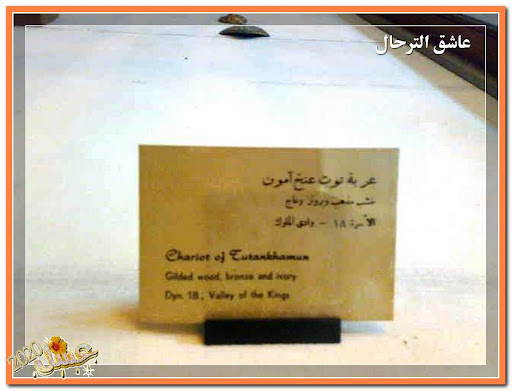 عاشق الترحال
عربة توت عنخ آمون
خشب مذهب وبرونز وعاج
الأسرة ١٨ - وادي الملوك
Chariot of Tutankhamun
Gilded wood, bronze and ivory
Dyn. 18., Valley of the Kings
2020